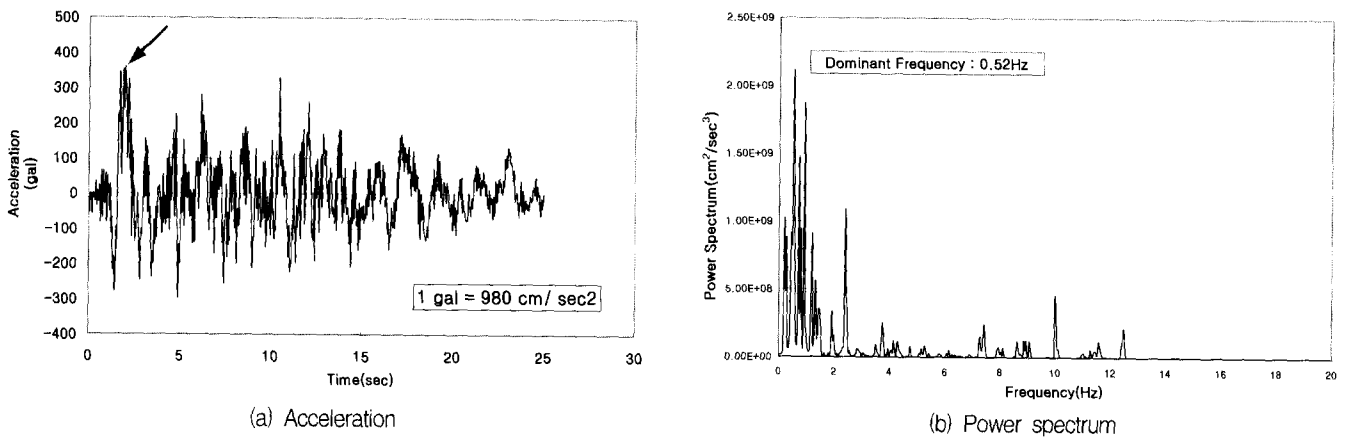 500
400
300
200
100
0
-100
-200
-300
-400
Acceleration
(gal)
1 gal = 980 cm/ sec2
0 5 10 15 20 25 30
Time(sec)
(a) Acceleration
2.50E+09
2.00E+09
1.50E+09
1.00E+09
5.00E+08
0.00E+00
Power Spectrum(cm²/sec³)
Dominant Frequency : 0.52Hz
0 2 4 6 8 10 12 14 16 18 20
Frequency(Hz)
(b) Power spectrum